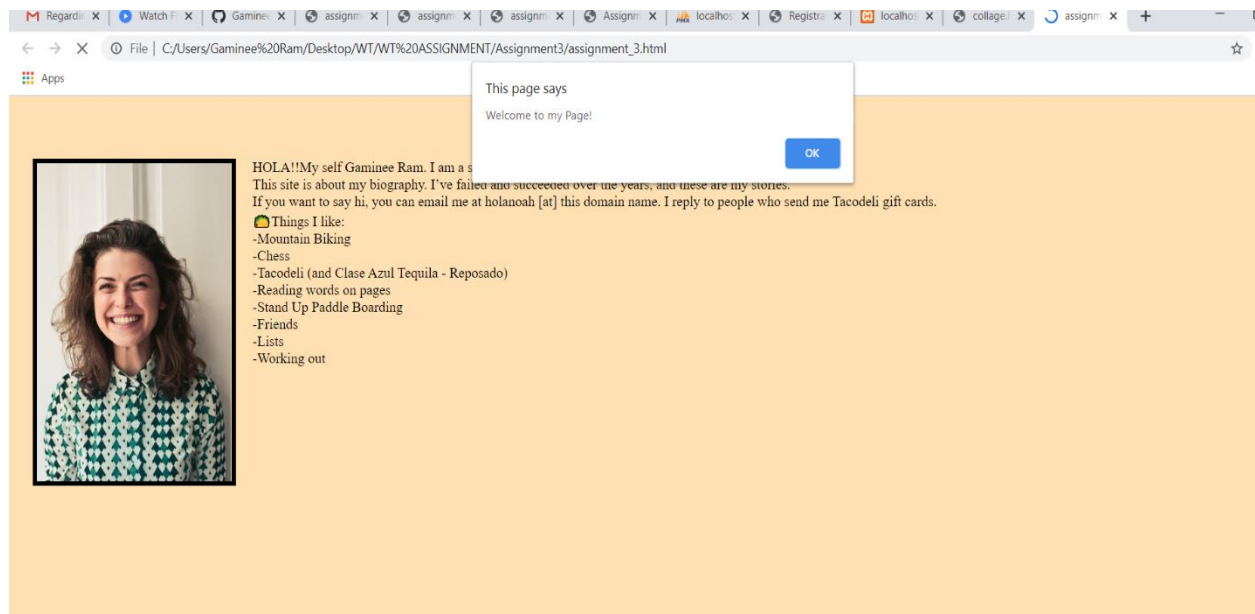 Regardin
Watch F
Gaminee
assignm
assignm
assignm
Assignm
localhos
Registra
localhos
collage.
assignm
File | C:/Users/Gaminee%20Ram/Desktop/WT/WT%20ASSIGNMENT/Assignment3/assignment_3.html
Apps
This page says
Welcome to my Page!
OK
HOLA!!My self Gaminee Ram. I am a s
This site is about my biography. I've failed and succeeded over the years, and these are my stories.
If you want to say hi, you can email me at holanoah [at] this domain name. I reply to people who send me Tacodeli gift cards.
🌮Things I like:
-Mountain Biking
-Chess
-Tacodeli (and Clase Azul Tequila - Reposado)
-Reading words on pages
-Stand Up Paddle Boarding
-Friends
-Lists
-Working out